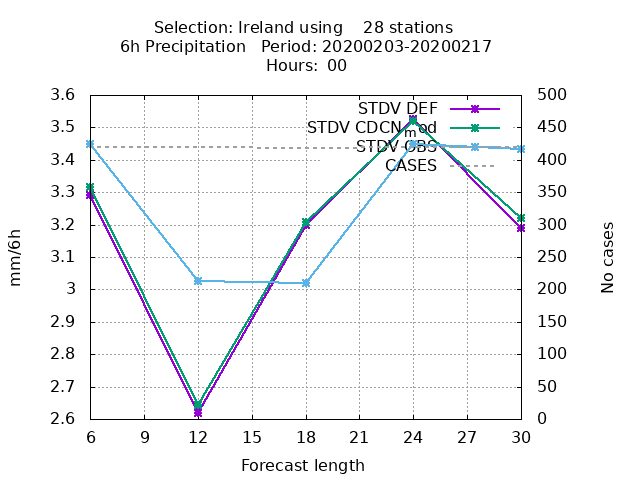 Selection: Ireland using    28 stations
6h Precipitation   Period: 20200203-20200217
Hours: 00
STDV DEF
STDV CDCN_mod
STDV OBS
CASES
3.6
3.5
3.4
3.3
3.2
3.1
3
2.9
2.8
2.7
2.6
mm/6h
500
450
400
350
300
250
200
150
100
50
0
No cases
6 9 12 15 18 21 24 27 30
Forecast length